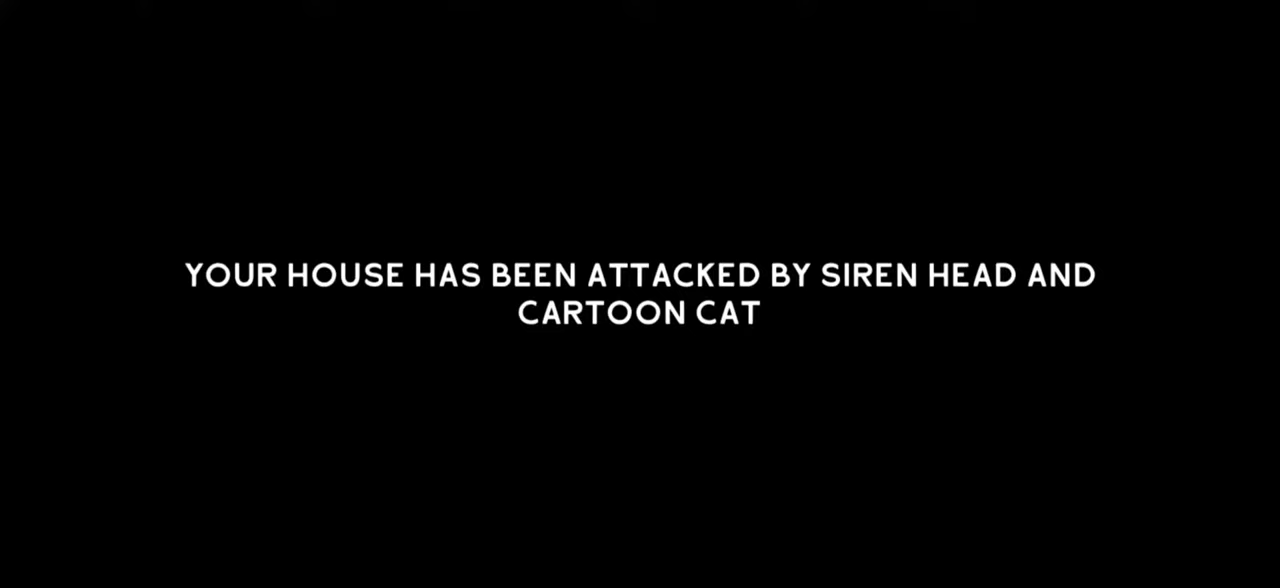 YOUR HOUSE HAS BEEN ATTACKED BY SIREN HEAD AND
CARTOON CAT